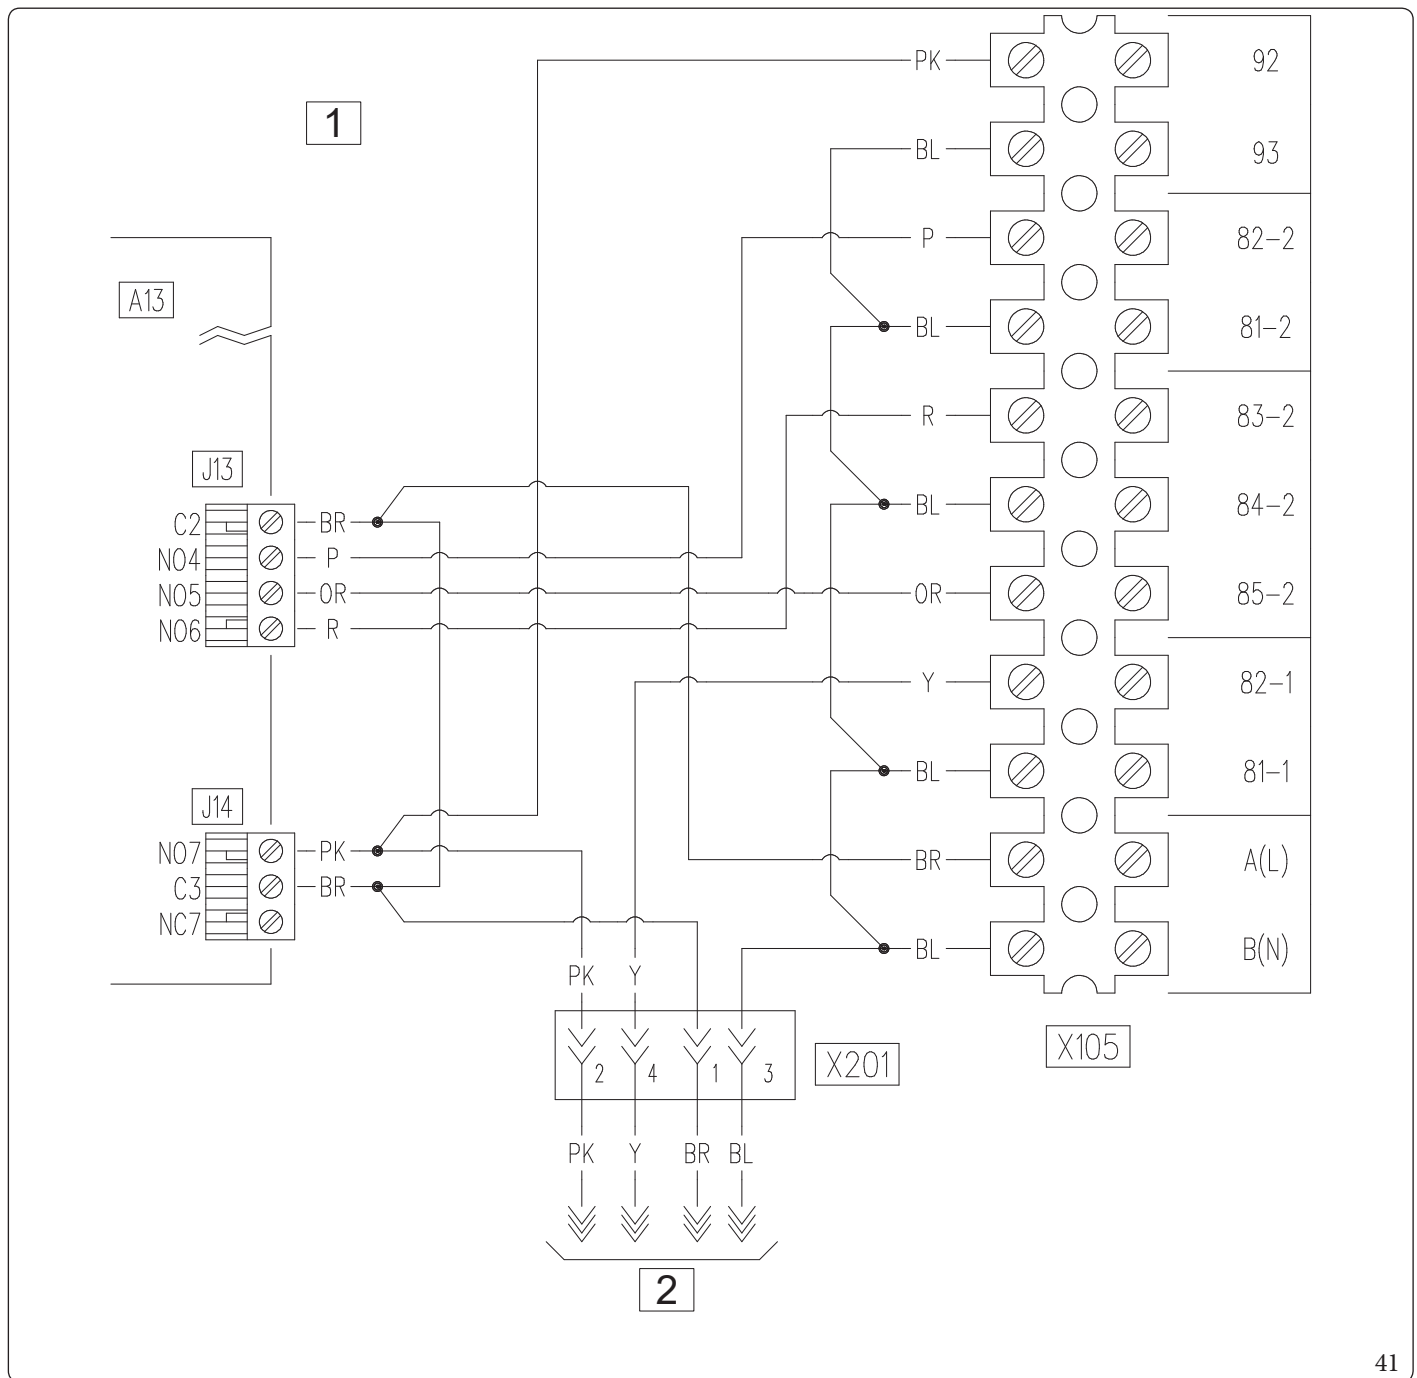 PK 92
1
BL 93
P 82-2
A13
BL 81-2
R 83-2
J13
BL 84-2
C2 BR
NO4 P
NO5 OR OR 85-2
NO6 R
Y 82-1
BL 81-1
J14
NO7 PK BR A(L)
C3 BR
NC7
BL B(N)
PK Y
X105
X201
2 4 1 3
PK Y BR BL
2
41